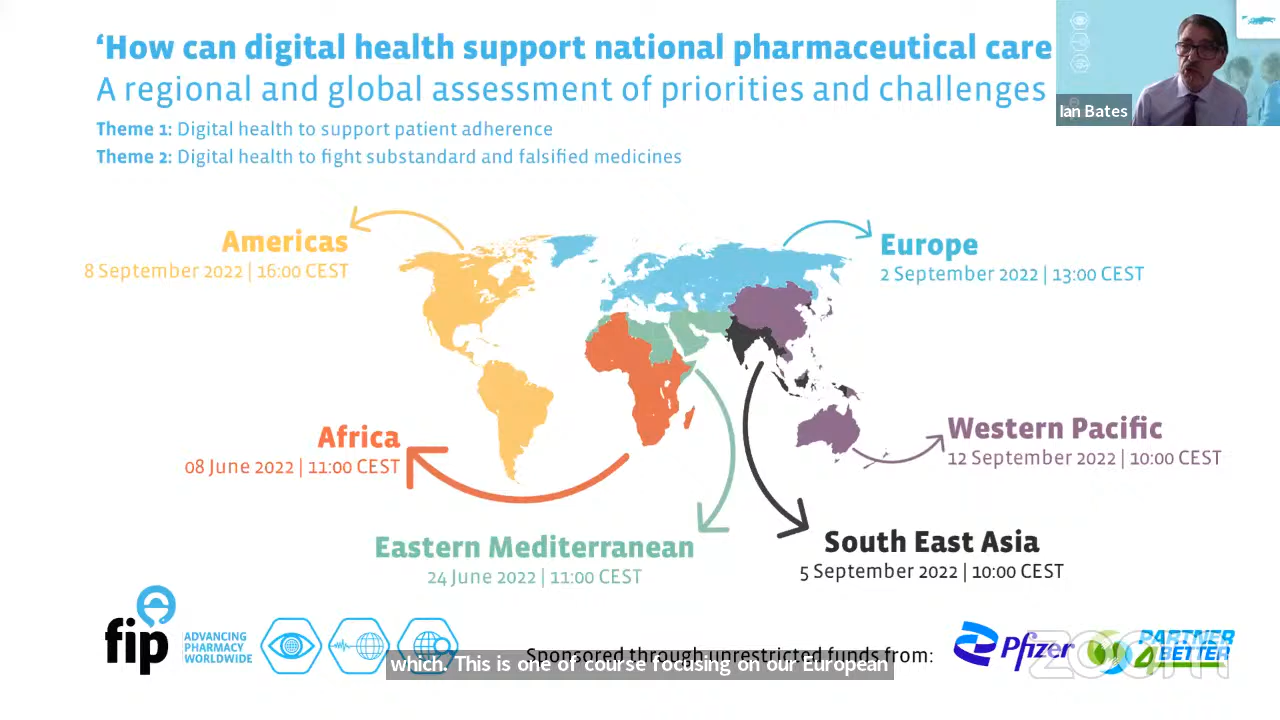 ‘How can digital health support national pharmaceutical care
A regional and global assessment of priorities and challenges
Theme 1: Digital health to support patient adherence
Theme 2: Digital health to fight substandard and falsified medicines
Ian Bates
Americas
8 September 2022 | 16:00 CEST
Europe
2 September 2022 | 13:00 CEST
Africa
08 June 2022 | 11:00 CEST
Western Pacific
12 September 2022 | 10:00 CEST
Eastern Mediterranean
24 June 2022 | 11:00 CEST
South East Asia
5 September 2022 | 10:00 CEST
fip
ADVANCING
PHARMACY
WORLDWIDE
Sponsored through unrestricted funds from:
Pfizer
PARTNER
4 BETTER
zoom
which. This is one of course focusing on our European